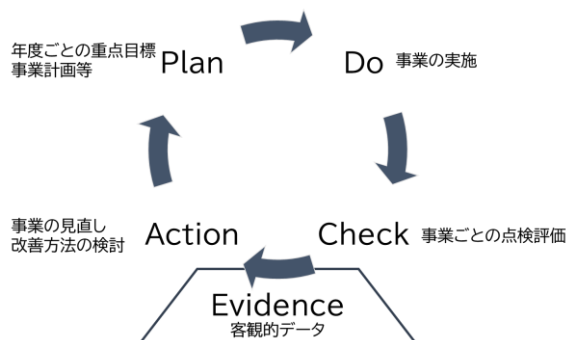 年度ごとの重点目標
事業計画等
Plan
Do
事業の実施
事業の見直し
改善方法の検討
Action
Check
事業ごとの点検評価
Evidence
客観的データ